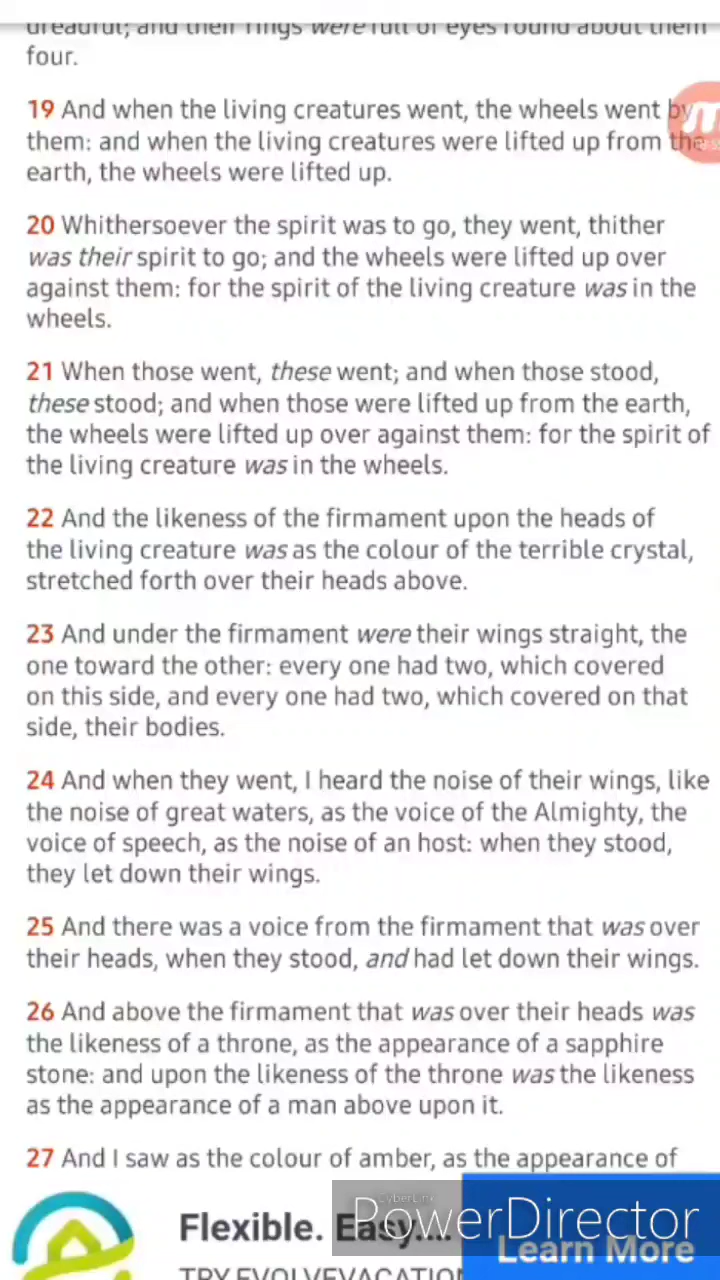 dreadful; and their rings were full of eyes round about them
four.
19 And when the living creatures went, the wheels went by
them: and when the living creatures were lifted up from the
earth, the wheels were lifted up.
20 Whithersoever the spirit was to go, they went, thither
was their spirit to go; and the wheels were lifted up over
against them: for the spirit of the living creature was in the
wheels.
21 When those went, these went; and when those stood,
these stood; and when those were lifted up from the earth,
the wheels were lifted up over against them: for the spirit of
the living creature was in the wheels.
22 And the likeness of the firmament upon the heads of
the living creature was as the colour of the terrible crystal,
stretched forth over their heads above.
23 And under the firmament were their wings straight, the
one toward the other: every one had two, which covered
on this side, and every one had two, which covered on that
side, their bodies.
24 And when they went, I heard the noise of their wings, like
the noise of great waters, as the voice of the Almighty, the
voice of speech, as the noise of an host: when they stood,
they let down their wings.
25 And there was a voice from the firmament that was over
their heads, when they stood, and had let down their wings.
26 And above the firmament that was over their heads was
the likeness of a throne, as the appearance of a sapphire
stone: and upon the likeness of the throne was the likeness
as the appearance of a man above upon it.
27 And I saw as the colour of amber, as the appearance of
CyberLink
PowerDirector
Flexible. Easy....
Learn More
TRY EVOLVEVACATION